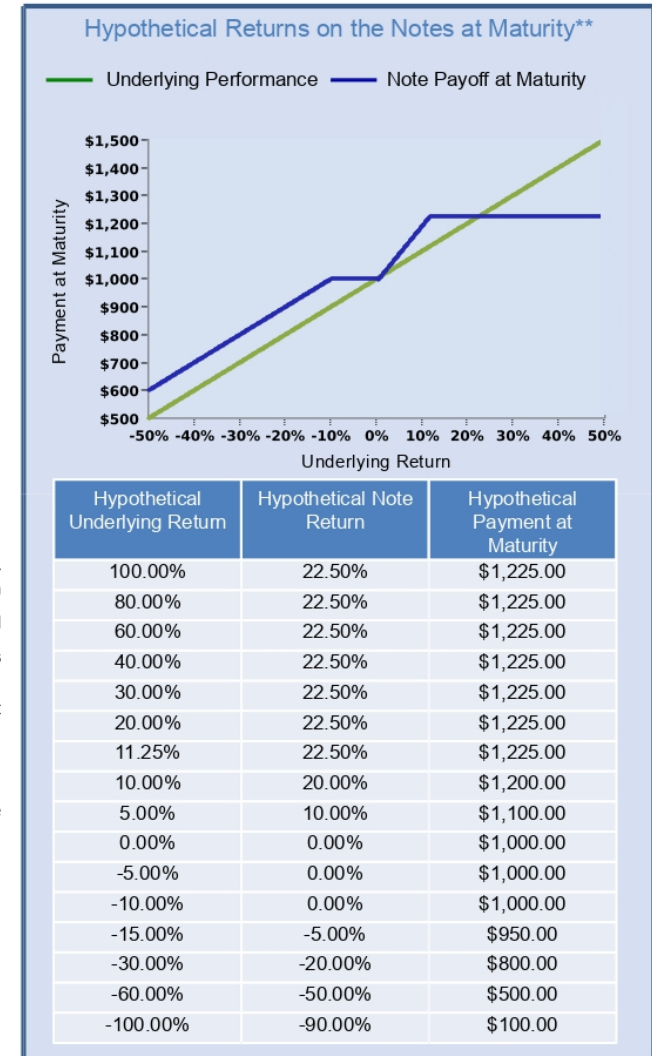 Hypothetical Returns on the Notes at Maturity**
Underlying Performance
Note Payoff at Maturity
Payment at Maturity
$1,500
$1,400
$1,300
$1,200
$1,100
$1,000
$900
$800
$700
$600
$500
-50% -40% -30% -20% -10% 0% 10% 20% 30% 40% 50%
Underlying Return
Hypothetical Underlying Return
Hypothetical Note Return
Hypothetical Payment at Maturity
100.00% 22.50% $1,225.00
80.00% 22.50% $1,225.00
60.00% 22.50% $1,225.00
40.00% 22.50% $1,225.00
30.00% 22.50% $1,225.00
20.00% 22.50% $1,225.00
11.25% 22.50% $1,225.00
10.00% 20.00% $1,200.00
5.00% 10.00% $1,100.00
0.00% 0.00% $1,000.00
-5.00% 0.00% $1,000.00
-10.00% 0.00% $1,000.00
-15.00% -5.00% $950.00
-30.00% -20.00% $800.00
-60.00% -50.00% $500.00
-100.00% -90.00% $100.00